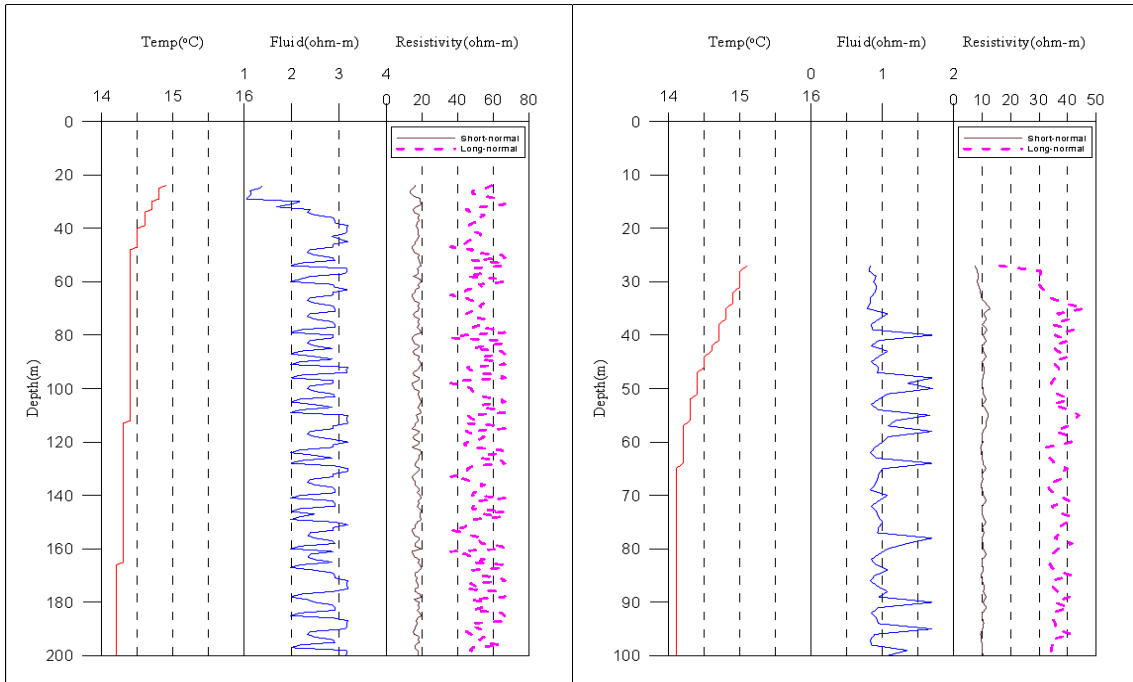 Temp(°C) Fluid(ohm-m) Resistivity(ohm-m)
1 2 3 4
14 15 16 0 20 40 60 80
Short-normal
Long-normal
Depth(m)
0
20
40
60
80
100
120
140
160
180
200
Temp(°C) Fluid(ohm-m) Resistivity(ohm-m)
0 1 2
14 15 16 0 10 20 30 40 50
Short-normal
Long-normal
Depth(m)
0
10
20
30
40
50
60
70
80
90
100